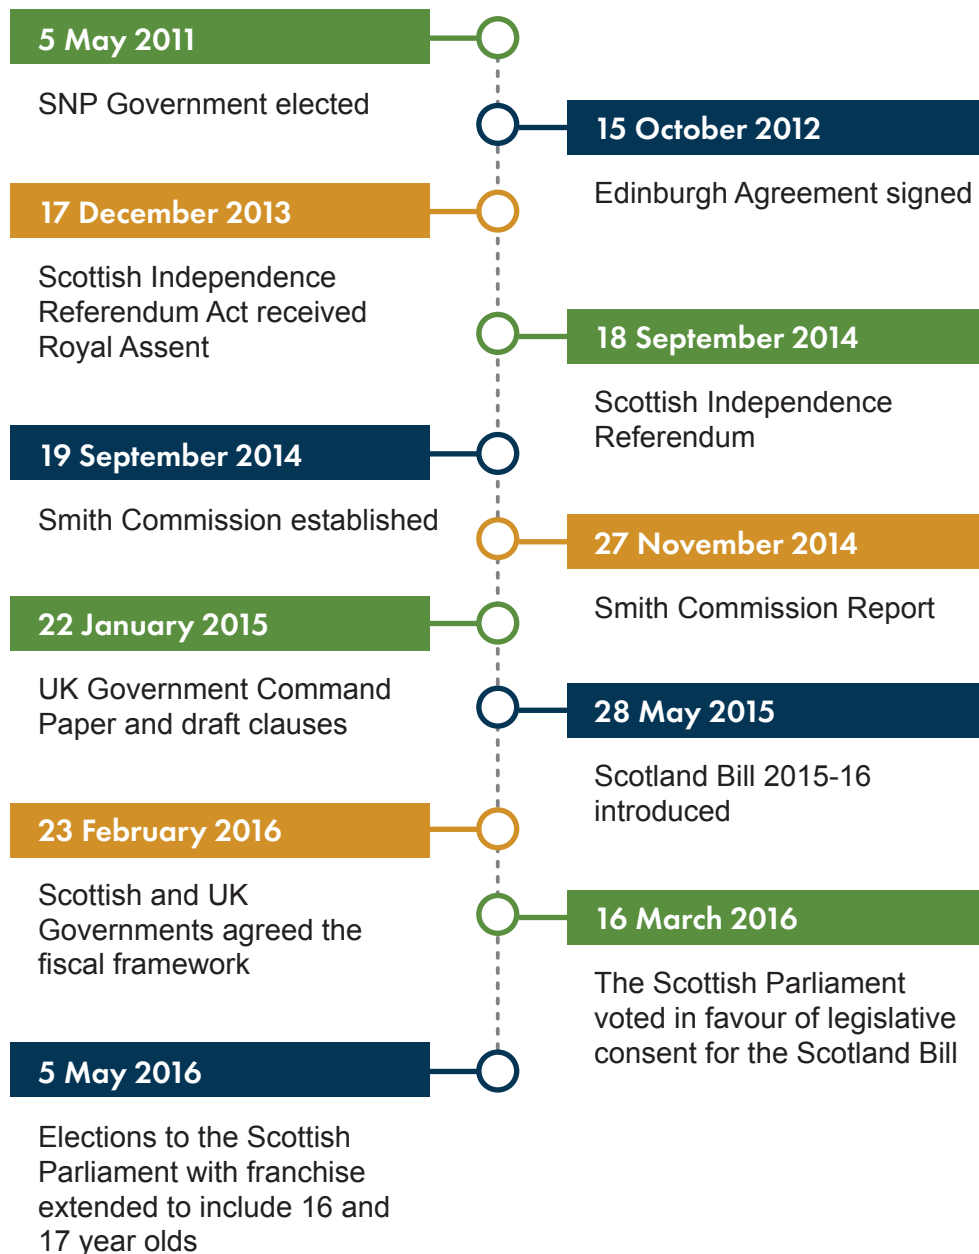 5 May 2011
SNP Government elected
15 October 2012
Edinburgh Agreement signed
17 December 2013
Scottish Independence
Referendum Act received
Royal Assent
18 September 2014
Scottish Independence
Referendum
19 September 2014
Smith Commission established
27 November 2014
Smith Commission Report
22 January 2015
UK Government Command
Paper and draft clauses
28 May 2015
Scotland Bill 2015-16
introduced
23 February 2016
Scottish and UK
Governments agreed the
fiscal framework
16 March 2016
The Scottish Parliament
voted in favour of legislative
consent for the Scotland Bill
5 May 2016
Elections to the Scottish
Parliament with franchise
extended to include 16 and
17 year olds